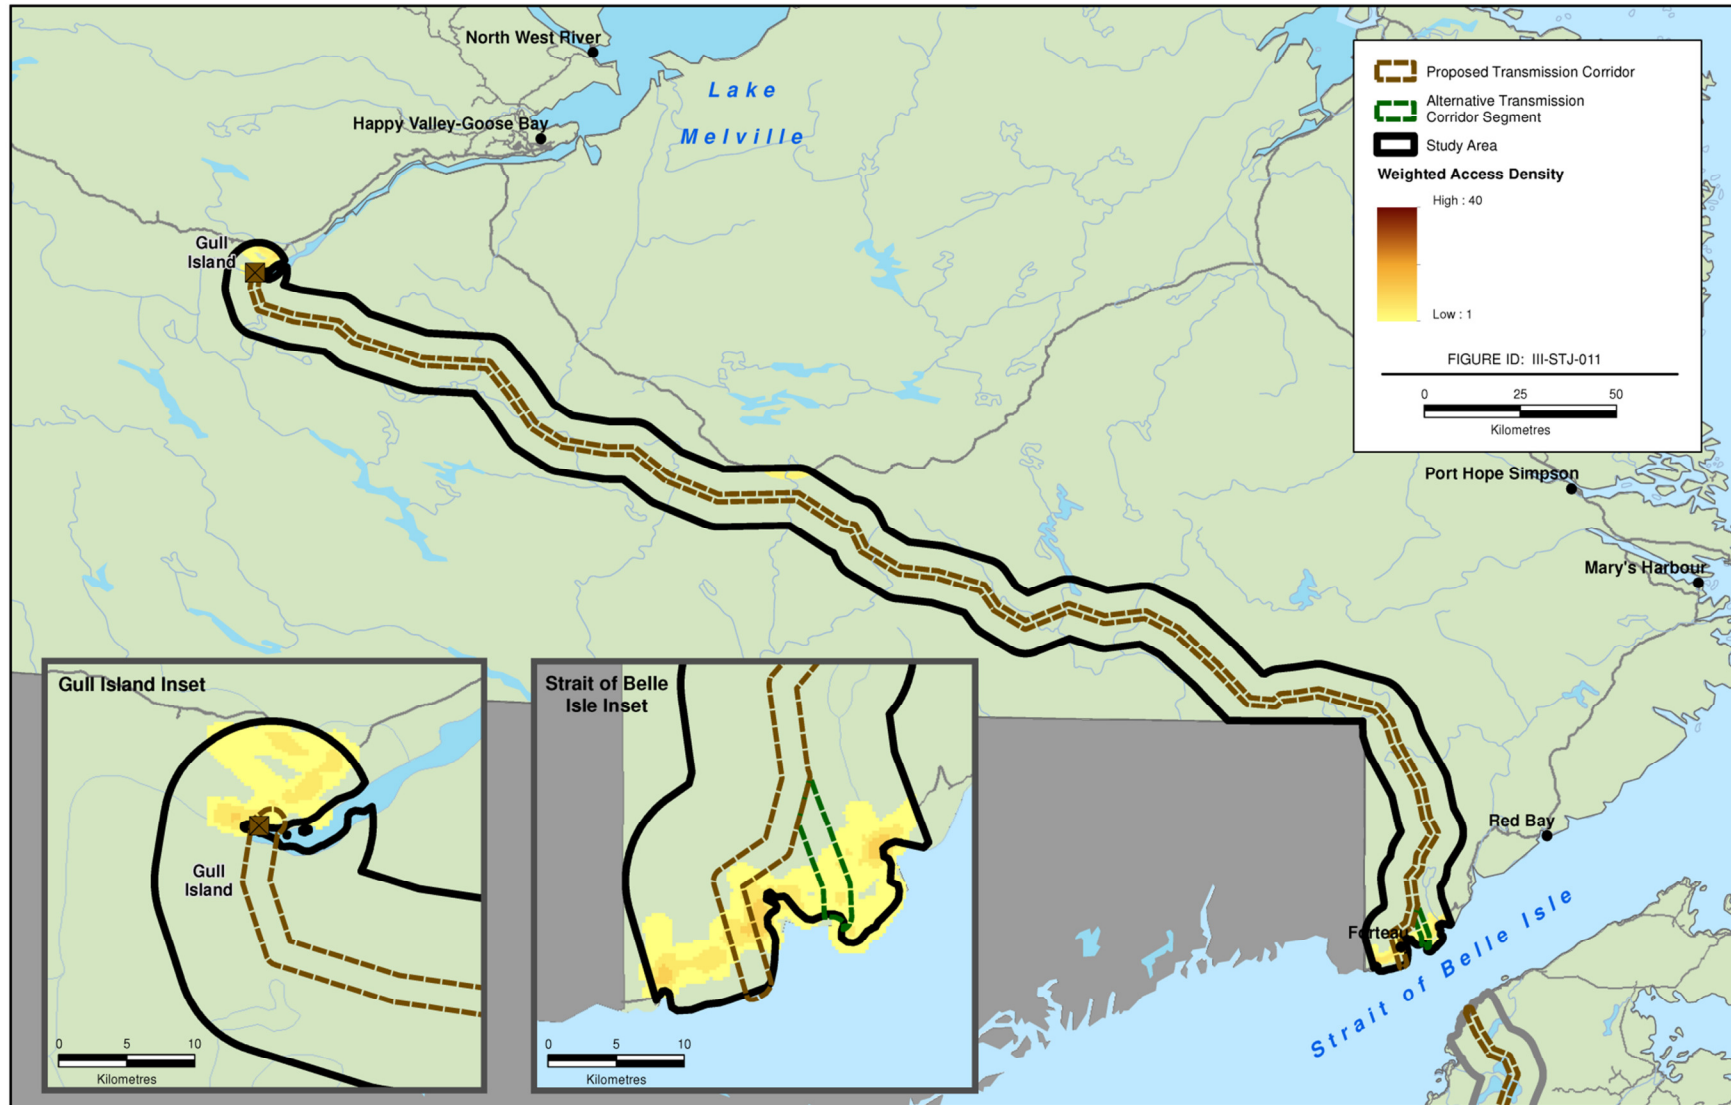 North West River
Lake
Melville
Happy Valley-Goose Bay
Gull
Island
Proposed Transmission Corridor
Alternative Transmission
Corridor Segment
Study Area
Weighted Access Density
High : 40
Low : 1
FIGURE ID: III-STJ-011
0 25 50
Kilometres
Port Hope Simpson
Mary's Harbour
Red Bay
Forteau
Strait of Belle Isle
Gull Island Inset
Gull
Island
0 5 10
Kilometres
Strait of Belle
Isle Inset
0 5 10
Kilometres